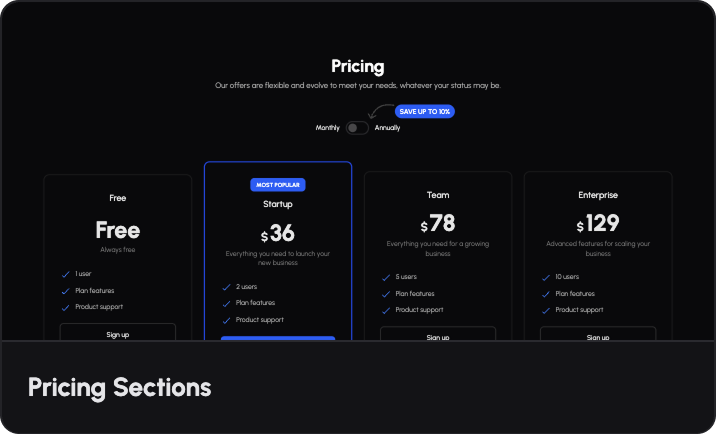 Pricing
Our offers are flexible and evolve to meet your needs, whatever your status may be.
SAVE UP TO 10%
Monthly
Annually
Free
Free
Always free
1 user
Plan features
Product support
Sign up
MOST POPULAR
Startup
$36
Everything you need to launch your
new business
2 users
Plan features
Product support
Team
$78
Everything you need for a growing
business
5 users
Plan features
Product support
Sign up
Enterprise
$129
Advanced features for scaling your
business
10 users
Plan features
Product support
Sign up
Pricing Sections